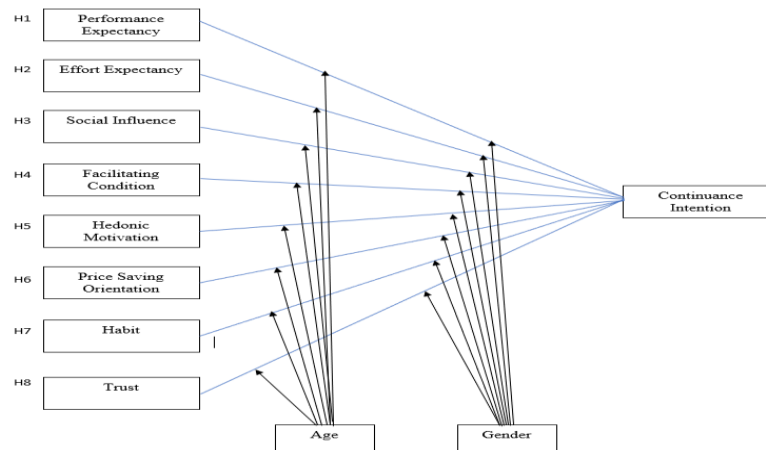 H1
Performance
Expectancy
H2
Effort Expectancy
H3
Social Influence
H4
Facilitating
Condition
H5
Hedonic
Motivation
H6
Price Saving
Orientation
H7
Habit
H8
Trust
Continuance
Intention
Age
Gender